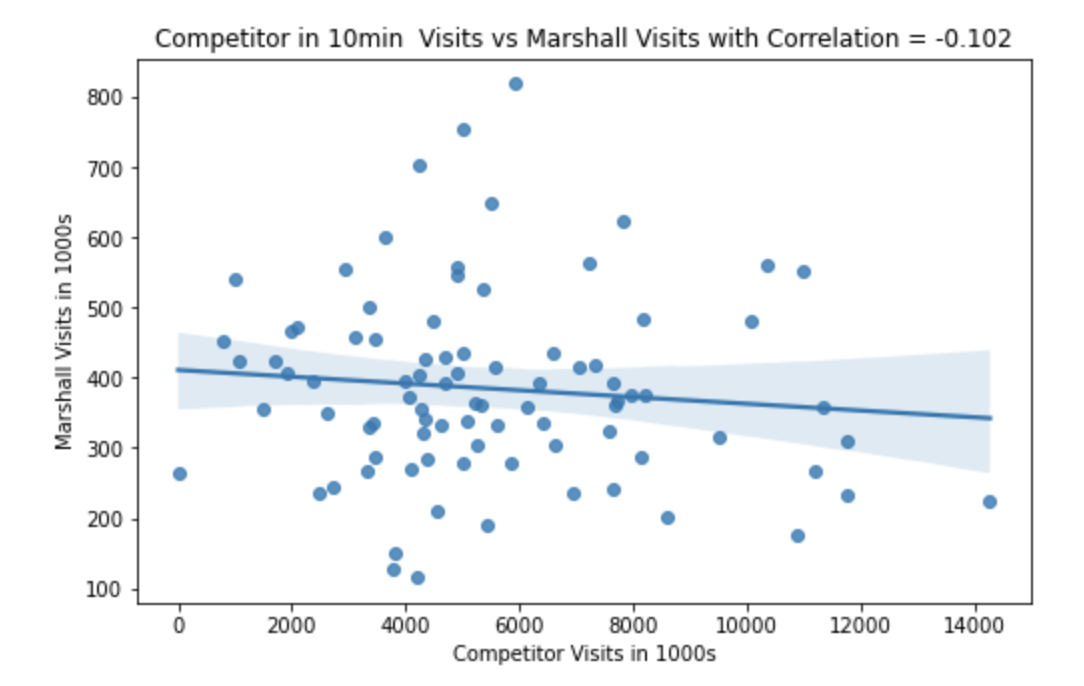 Competitor in 10min  Visits vs Marshall Visits with Correlation = -0.102
800
700
600
500
400
300
200
100
Marshall Visits in 1000s
0 2000 4000 6000 8000 10000 12000 14000
Competitor Visits in 1000s